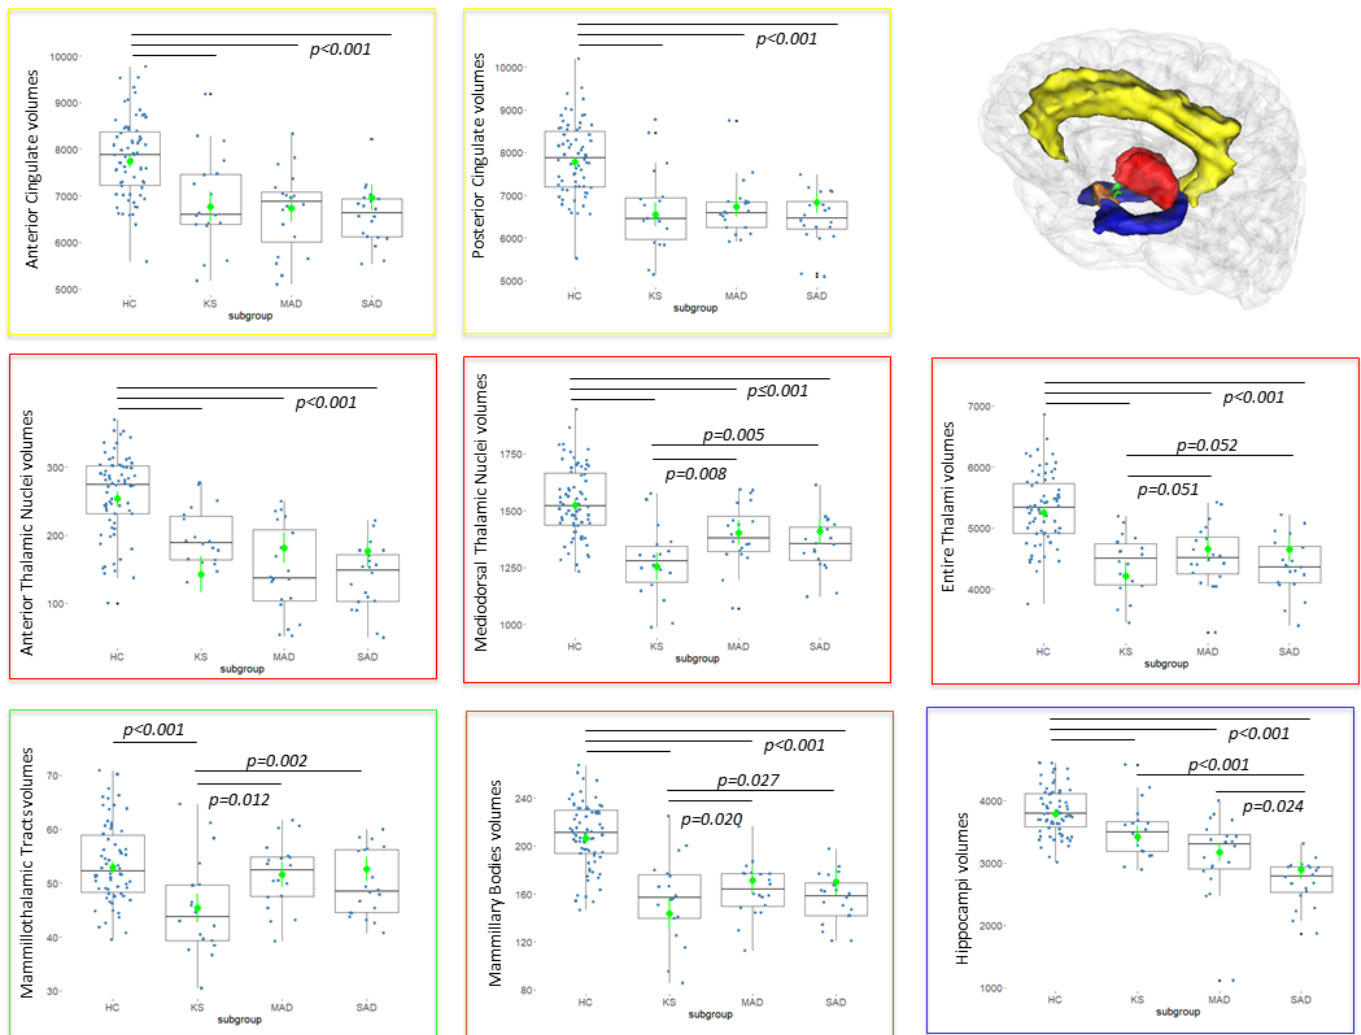 Anterior Cingulate volumes
p<0.001
10000
9000
8000
7000
6000
5000
HC KS MAD SAD
subgroup
Posterior Cingulate volumes
p<0.001
10000
9000
8000
7000
6000
5000
HC KS MAD SAD
subgroup
Anterior Thalamic Nuclei volumes
p<0.001
300
200
100
HC KS MAD SAD
subgroup
Mediodorsal Thalamic Nuclei volumes
p≤0.001
p=0.005
p=0.008
1750
1500
1250
1000
HC KS MAD SAD
subgroup
Entire Thalami volumes
p<0.001
p=0.052
p=0.051
7000
6000
5000
4000
HC KS MAD SAD
subgroup
Mammillothalamic Tracts volumes
p<0.001
p=0.002
p=0.012
70
60
50
40
30
HC KS MAD SAD
subgroup
Mammillary Bodies volumes
p<0.001
p=0.027
p=0.020
240
200
160
120
80
HC KS MAD SAD
subgroup
Hippocampi volumes
p<0.001
p<0.001
p=0.024
4000
3000
2000
1000
HC KS MAD SAD
subgroup